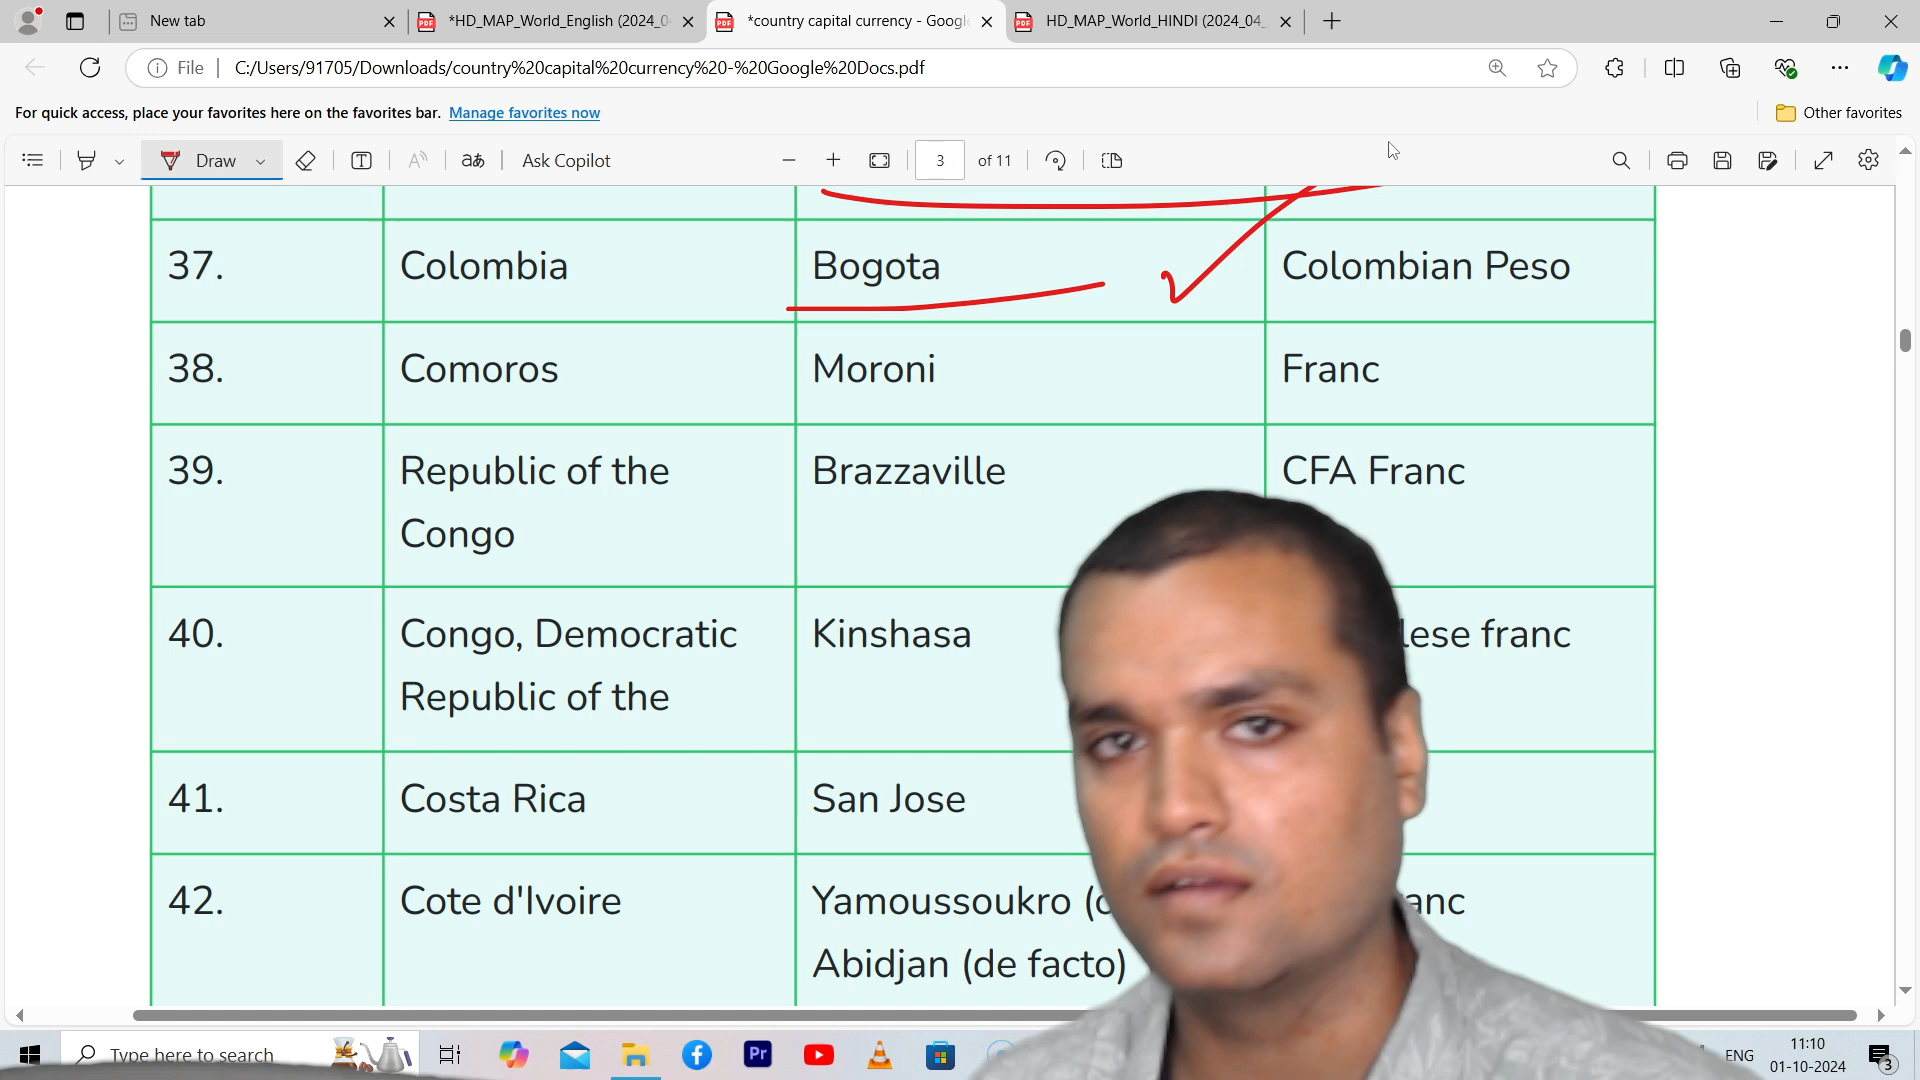 New tab
*HD_MAP_World_English (2024_0
*country capital currency - Googl
HD_MAP_World_HINDI (2024_04_
File
C:/Users/91705/Downloads/country%20capital%20currency%20-%20Google%20Docs.pdf
For quick access, place your favorites here on the favorites bar. Manage favorites now
Other favorites
Draw
Ask Copilot
3 of 11
37. Colombia Bogota Colombian Peso
38. Comoros Moroni Franc
39. Republic of the Congo Brazzaville CFA Franc
40. Congo, Democratic Republic of the Kinshasa lese franc
41. Costa Rica San Jose
42. Cote d'Ivoire Yamoussoukro ( Abidjan (de facto) anc
Type here to search
Pr
ENG
11:10
01-10-2024
3